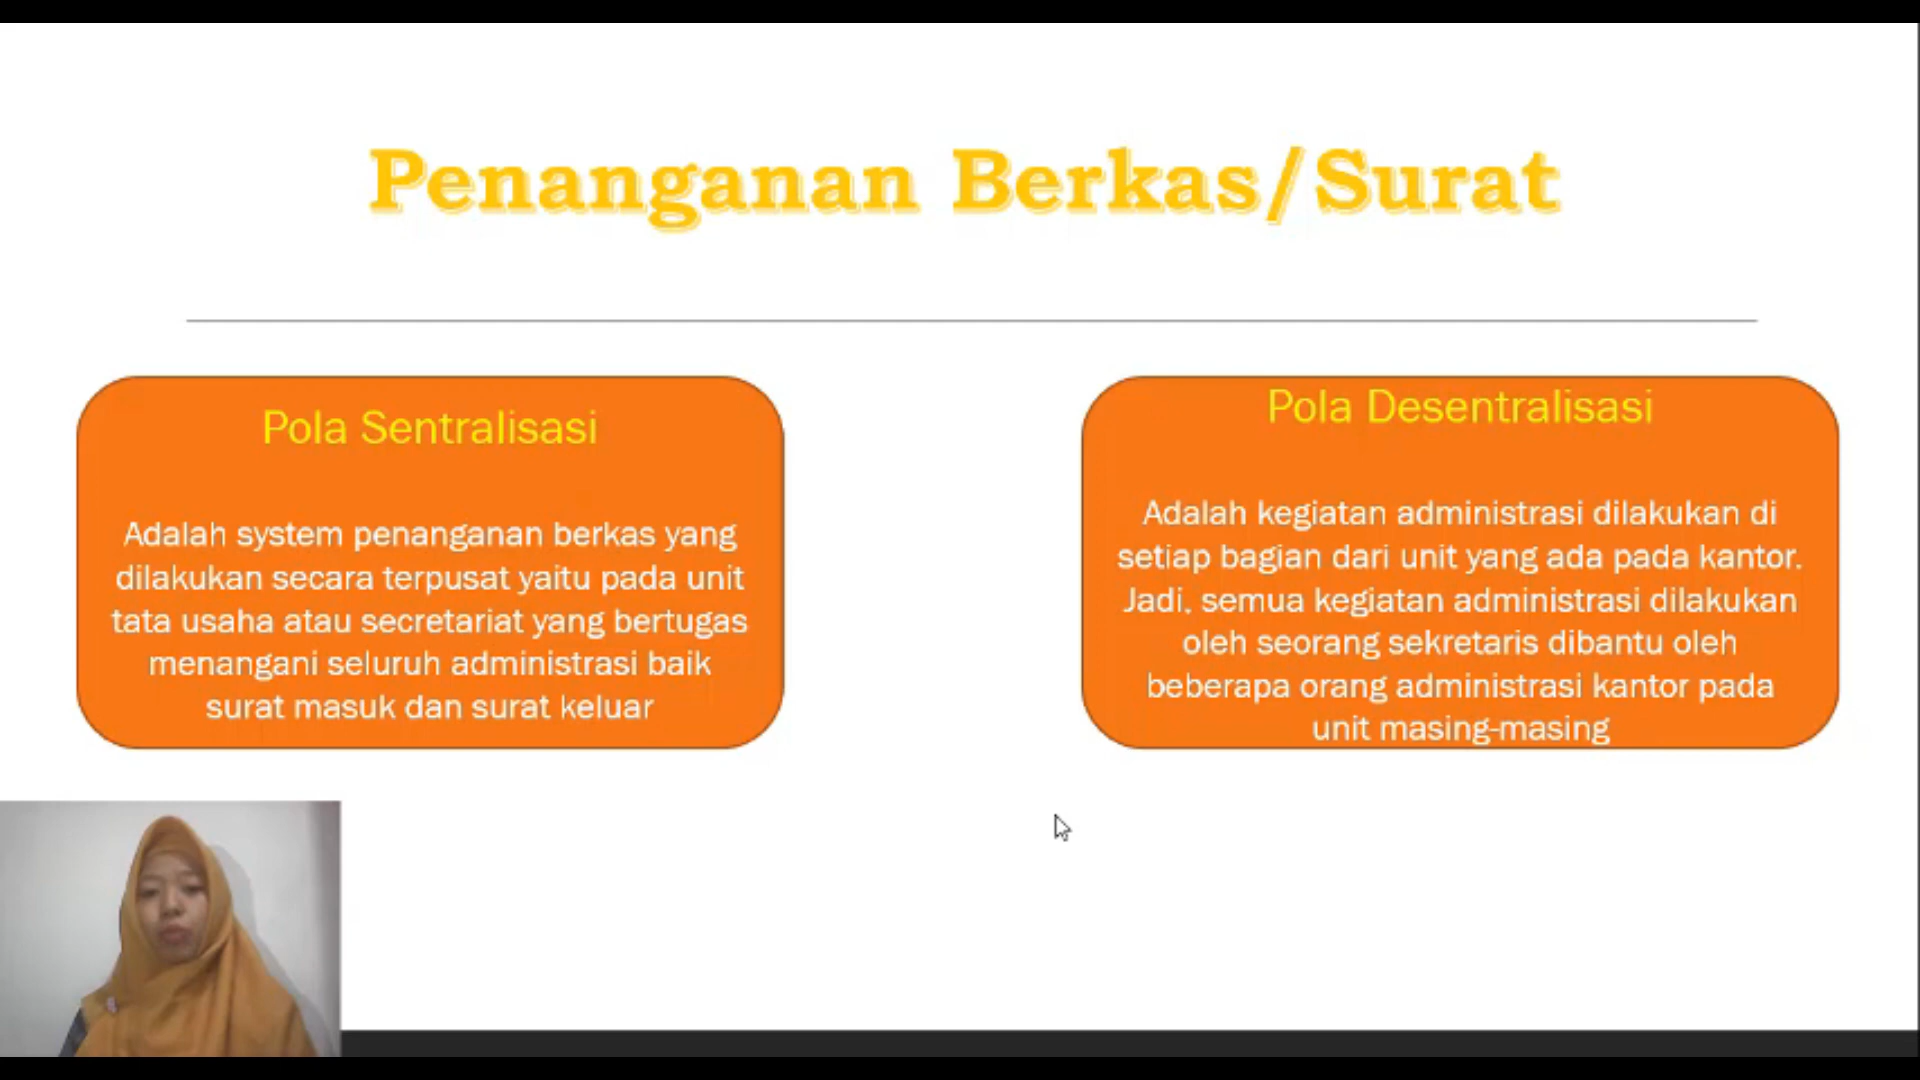 Penanganan Berkas/Surat
Pola Sentralisasi
Adalah system penanganan berkas yang
dilakukan secara terpusat yaitu pada unit
tata usaha atau secretariat yang bertugas
menangani seluruh administrasi baik
surat masuk dan surat keluar
Pola Desentralisasi
Adalah kegiatan administrasi dilakukan di
setiap bagian dari unit yang ada pada kantor.
Jadi, semua kegiatan administrasi dilakukan
oleh seorang sekretaris dibantu oleh
beberapa orang administrasi kantor pada
unit masing-masing